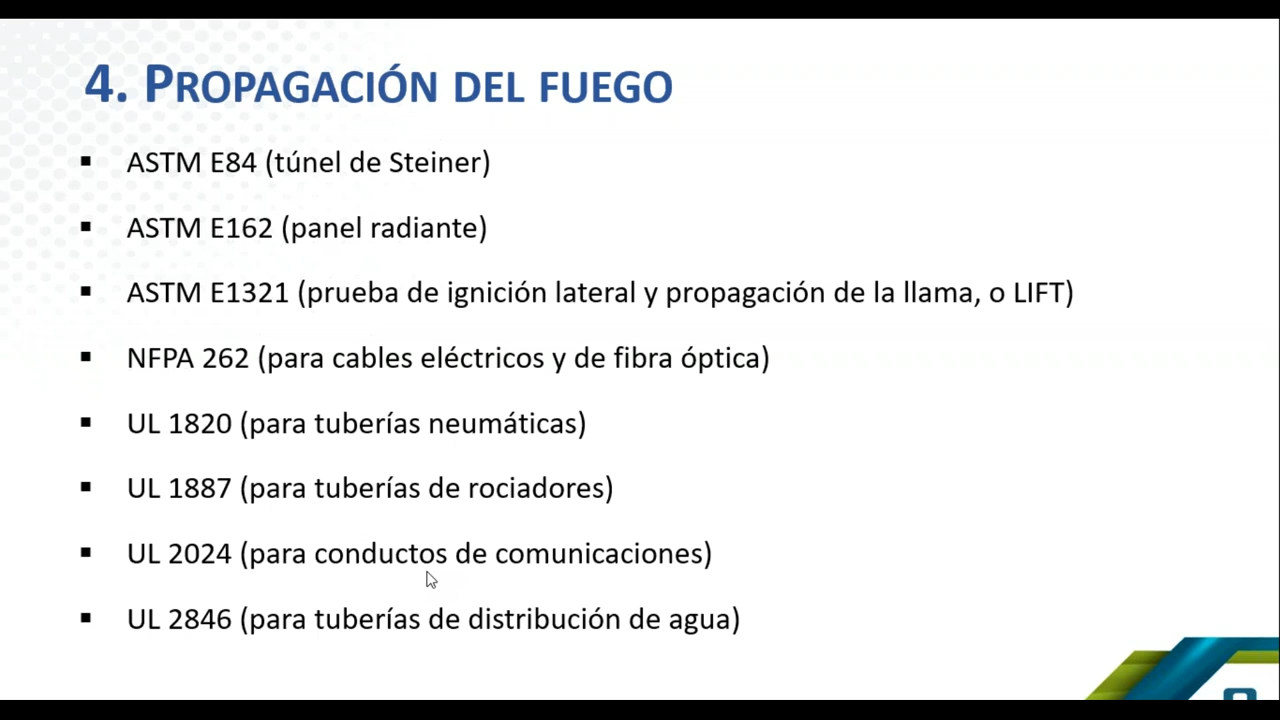 4. PROPAGACIÓN DEL FUEGO
▪ ASTM E84 (túnel de Steiner)
▪ ASTM E162 (panel radiante)
▪ ASTM E1321 (prueba de ignición lateral y propagación de la llama, o LIFT)
▪ NFPA 262 (para cables eléctricos y de fibra óptica)
▪ UL 1820 (para tuberías neumáticas)
▪ UL 1887 (para tuberías de rociadores)
▪ UL 2024 (para conductos de comunicaciones)
▪ UL 2846 (para tuberías de distribución de agua)